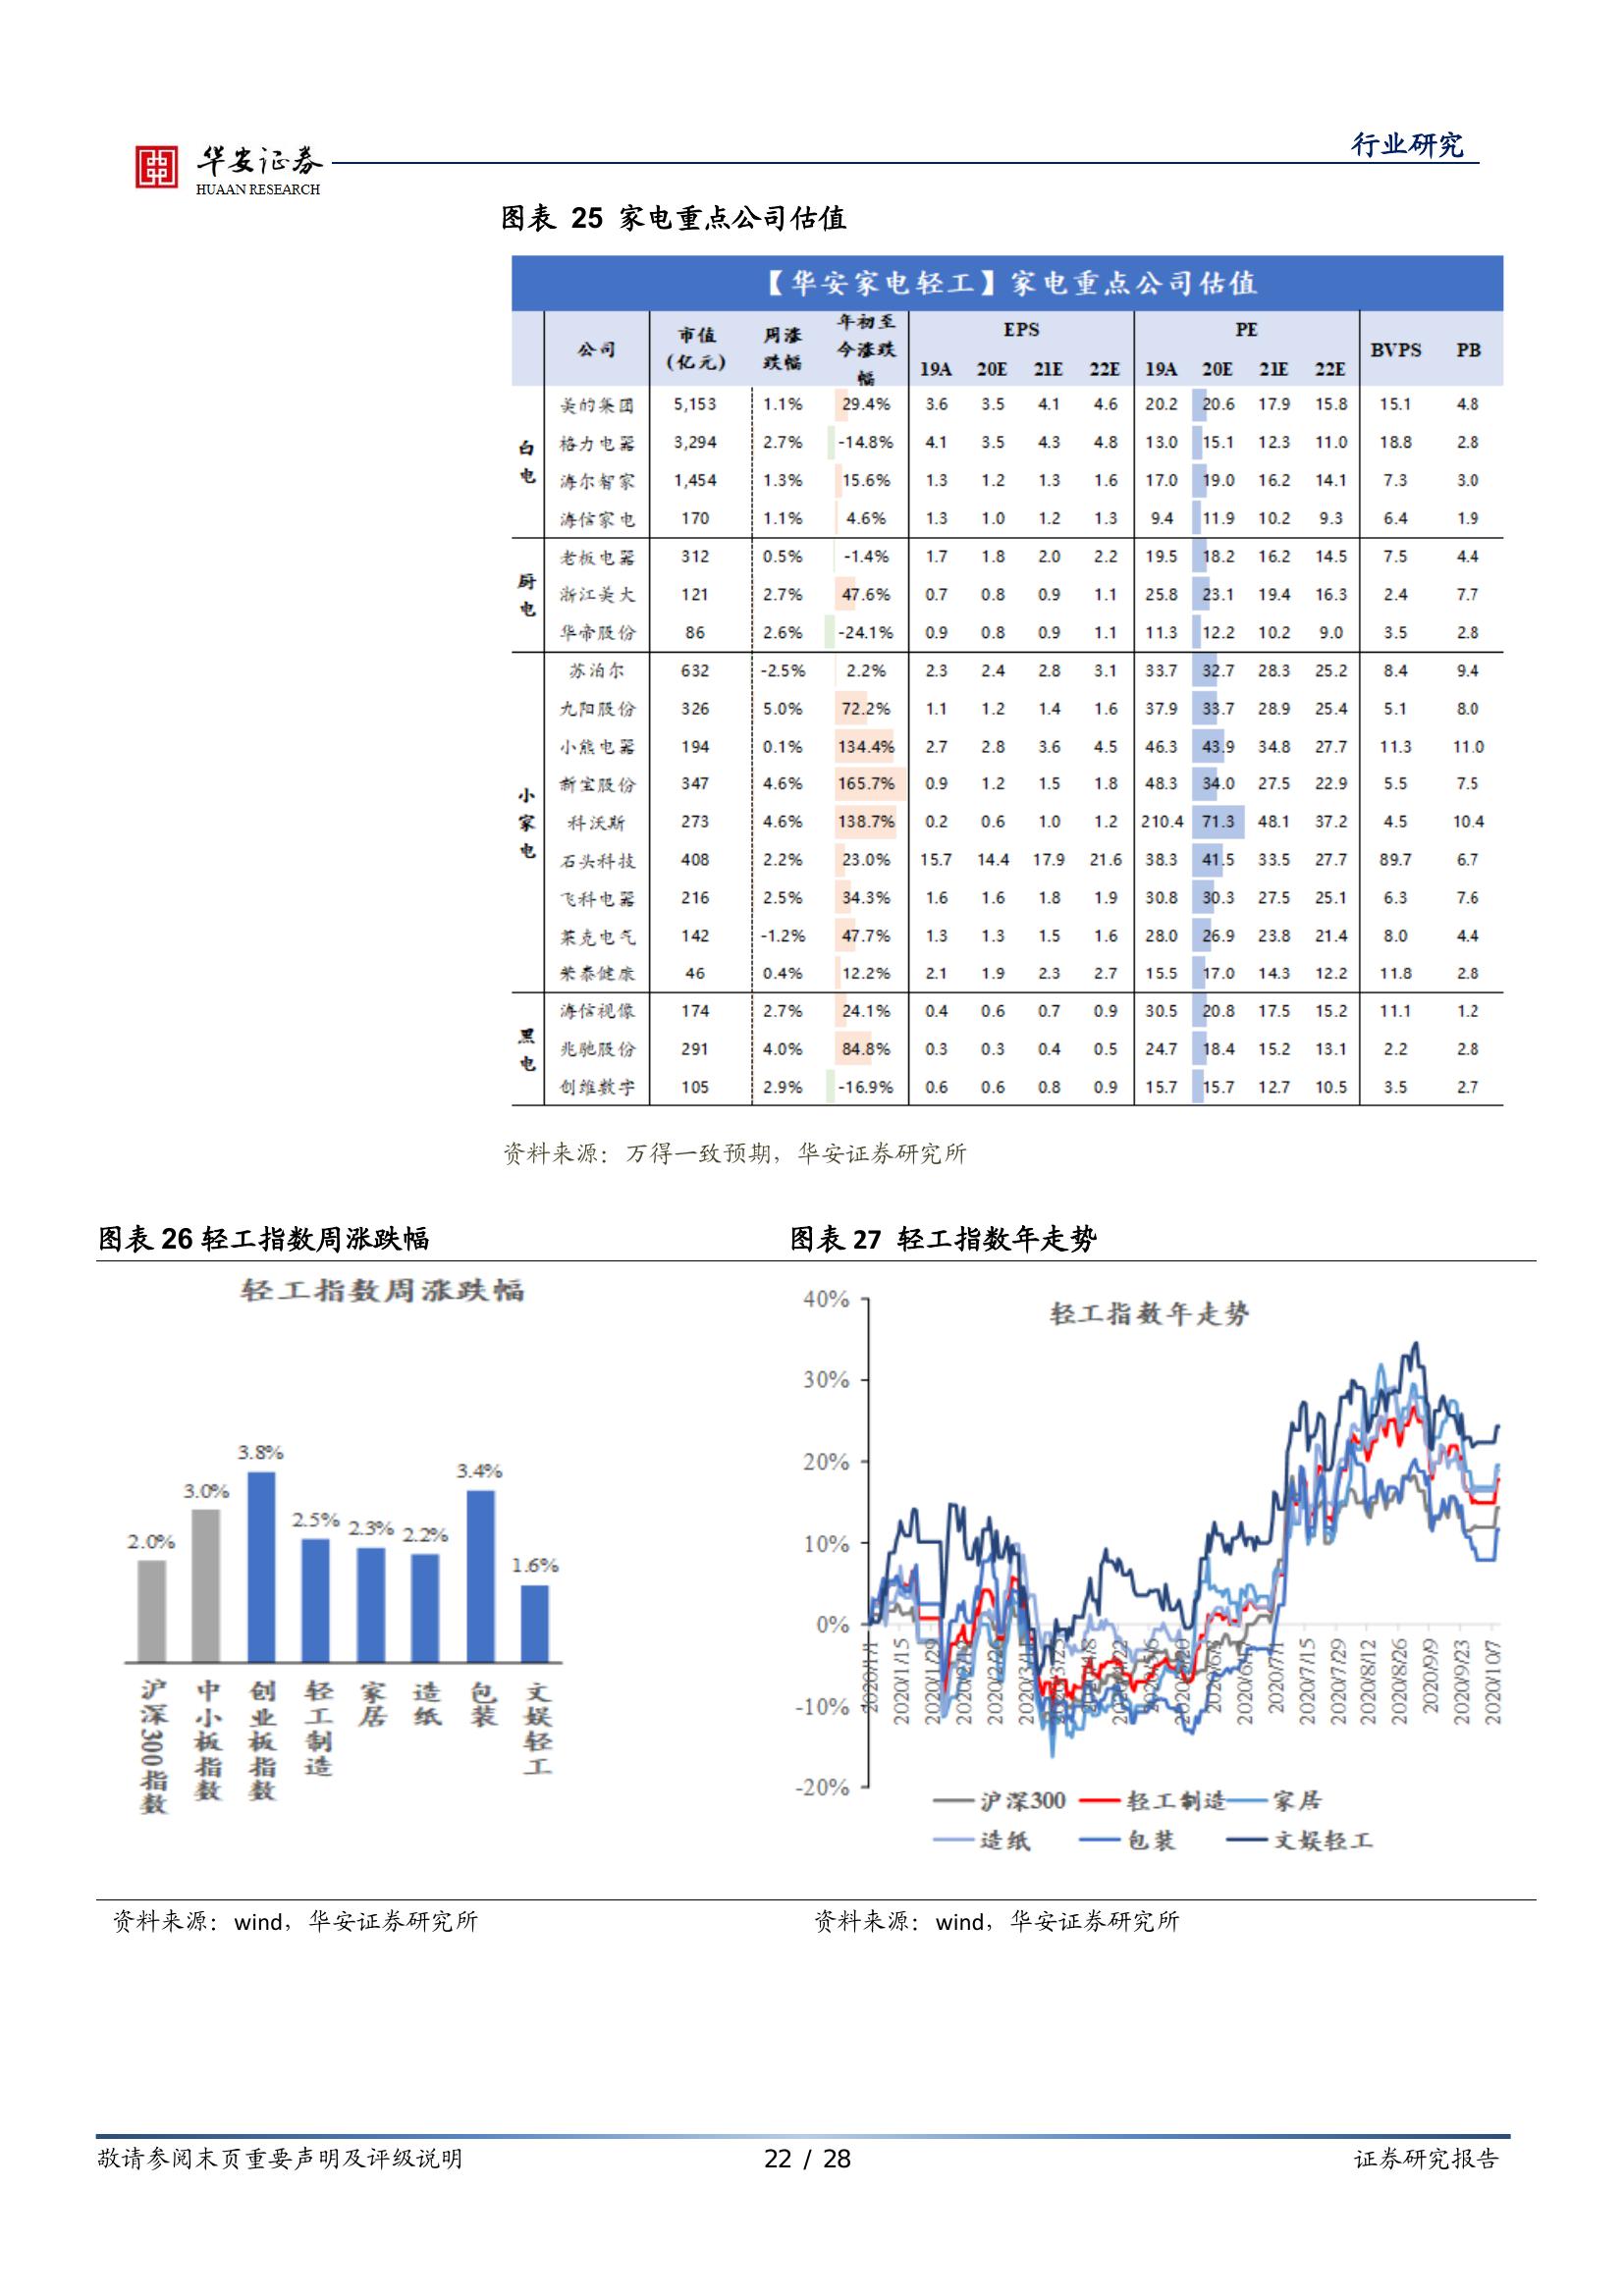 华安证券
HUAAN RESEARCH
行业研究
图表 25 家电重点公司估值
【华安家电轻工】家电重点公司估值
公司 市值(亿元) 周涨跌幅 年初至今涨跌幅 EPS PE BVPS PB
19A 20E 21E 22E 19A 20E 21E 22E
白电
美的集团 5,153 1.1% 29.4% 3.6 3.5 4.1 4.6 20.2 20.6 17.9 15.8 15.1 4.8
格力电器 3,294 2.7% -14.8% 4.1 3.5 4.3 4.8 13.0 15.1 12.3 11.0 18.8 2.8
海尔智家 1,454 1.3% 15.6% 1.3 1.2 1.3 1.6 17.0 19.0 16.2 14.1 7.3 3.0
海信家电 170 1.1% 4.6% 1.3 1.0 1.2 1.3 9.4 11.9 10.2 9.3 6.4 1.9
厨电
老板电器 312 0.5% -1.4% 1.7 1.8 2.0 2.2 19.5 18.2 16.2 14.5 7.5 4.4
浙江美大 121 2.7% 47.6% 0.7 0.8 0.9 1.1 25.8 23.1 19.4 16.3 2.4 7.7
华帝股份 86 2.6% -24.1% 0.9 0.8 0.9 1.1 11.3 12.2 10.2 9.0 3.5 2.8
小家电
苏泊尔 632 -2.5% 2.2% 2.3 2.4 2.8 3.1 33.7 32.7 28.3 25.2 8.4 9.4
九阳股份 326 5.0% 72.2% 1.1 1.2 1.4 1.6 37.9 33.7 28.9 25.4 5.1 8.0
小熊电器 194 0.1% 134.4% 2.7 2.8 3.6 4.5 46.3 43.9 34.8 27.7 11.3 11.0
新宝股份 347 4.6% 165.7% 0.9 1.2 1.5 1.8 48.3 34.0 27.5 22.9 5.5 7.5
科沃斯 273 4.6% 138.7% 0.2 0.6 1.0 1.2 210.4 71.3 48.1 37.2 4.5 10.4
石头科技 408 2.2% 23.0% 15.7 14.4 17.9 21.6 38.3 41.5 33.5 27.7 89.7 6.7
飞科电器 216 2.5% 34.3% 1.6 1.6 1.8 1.9 30.8 30.3 27.5 25.1 6.3 7.6
莱克电气 142 -1.2% 47.7% 1.3 1.3 1.5 1.6 28.0 26.9 23.8 21.4 8.0 4.4
荣泰健康 46 0.4% 12.2% 2.1 1.9 2.3 2.7 15.5 17.0 14.3 12.2 11.8 2.8
黑电
海信视像 174 2.7% 24.1% 0.4 0.6 0.7 0.9 30.5 20.8 17.5 15.2 11.1 1.2
兆驰股份 291 4.0% 84.8% 0.3 0.3 0.4 0.5 24.7 18.4 15.2 13.1 2.2 2.8
创维数字 105 2.9% -16.9% 0.6 0.6 0.8 0.9 15.7 15.7 12.7 10.5 3.5 2.7
资料来源：万得一致预期，华安证券研究所
图表 26 轻工指数周涨跌幅
轻工指数周涨跌幅
2.0% 3.0% 3.8% 2.5% 2.3% 2.2% 3.4% 1.6%
沪深300指数 中小板指数 创业板指数 轻工制造 家居 造纸 包装 文娱轻工
资料来源：wind，华安证券研究所
图表 27 轻工指数年走势
轻工指数年走势
40%
30%
20%
10%
0%
-10%
-20%
2020/1/1 2020/1/15 2020/1/29 2020/7/1 2020/7/15 2020/7/29 2020/8/12 2020/8/26 2020/9/9 2020/9/23 2020/10/7
沪深300 轻工制造 家居
造纸 包装 文娱轻工
资料来源：wind，华安证券研究所
敬请参阅末页重要声明及评级说明
22 / 28
证券研究报告